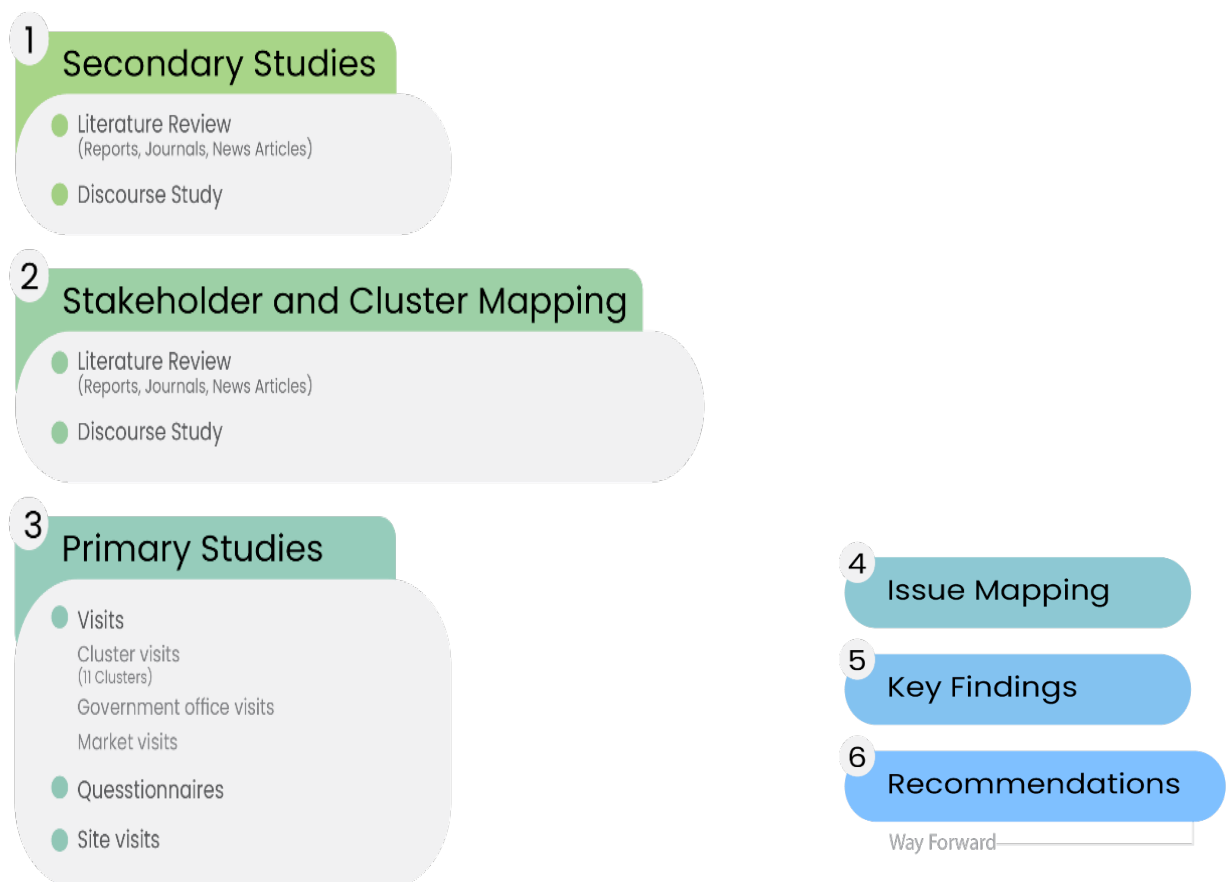 1
Secondary Studies
Literature Review
(Reports, Journals, News Articles)
Discourse Study
2
Stakeholder and Cluster Mapping
Literature Review
(Reports, Journals, News Articles)
Discourse Study
3
Primary Studies
Visits
Cluster visits
(11 Clusters)
Government office visits
Market visits
Quesstionnaires
Site visits
4
Issue Mapping
5
Key Findings
6
Recommendations
Way Forward